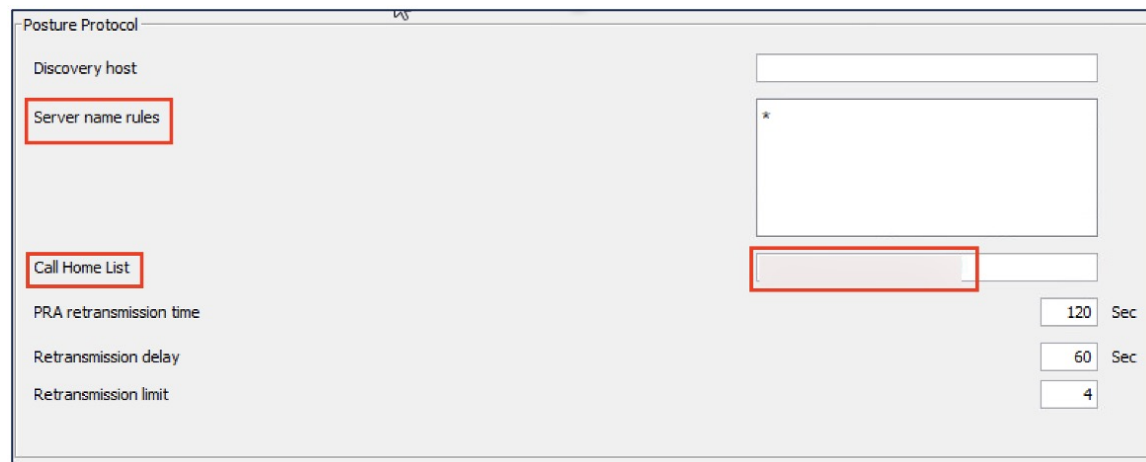 Posture Protocol
Discovery host
Server name rules
*
Call Home List
PRA retransmission time 120 Sec
Retransmission delay 60 Sec
Retransmission limit 4